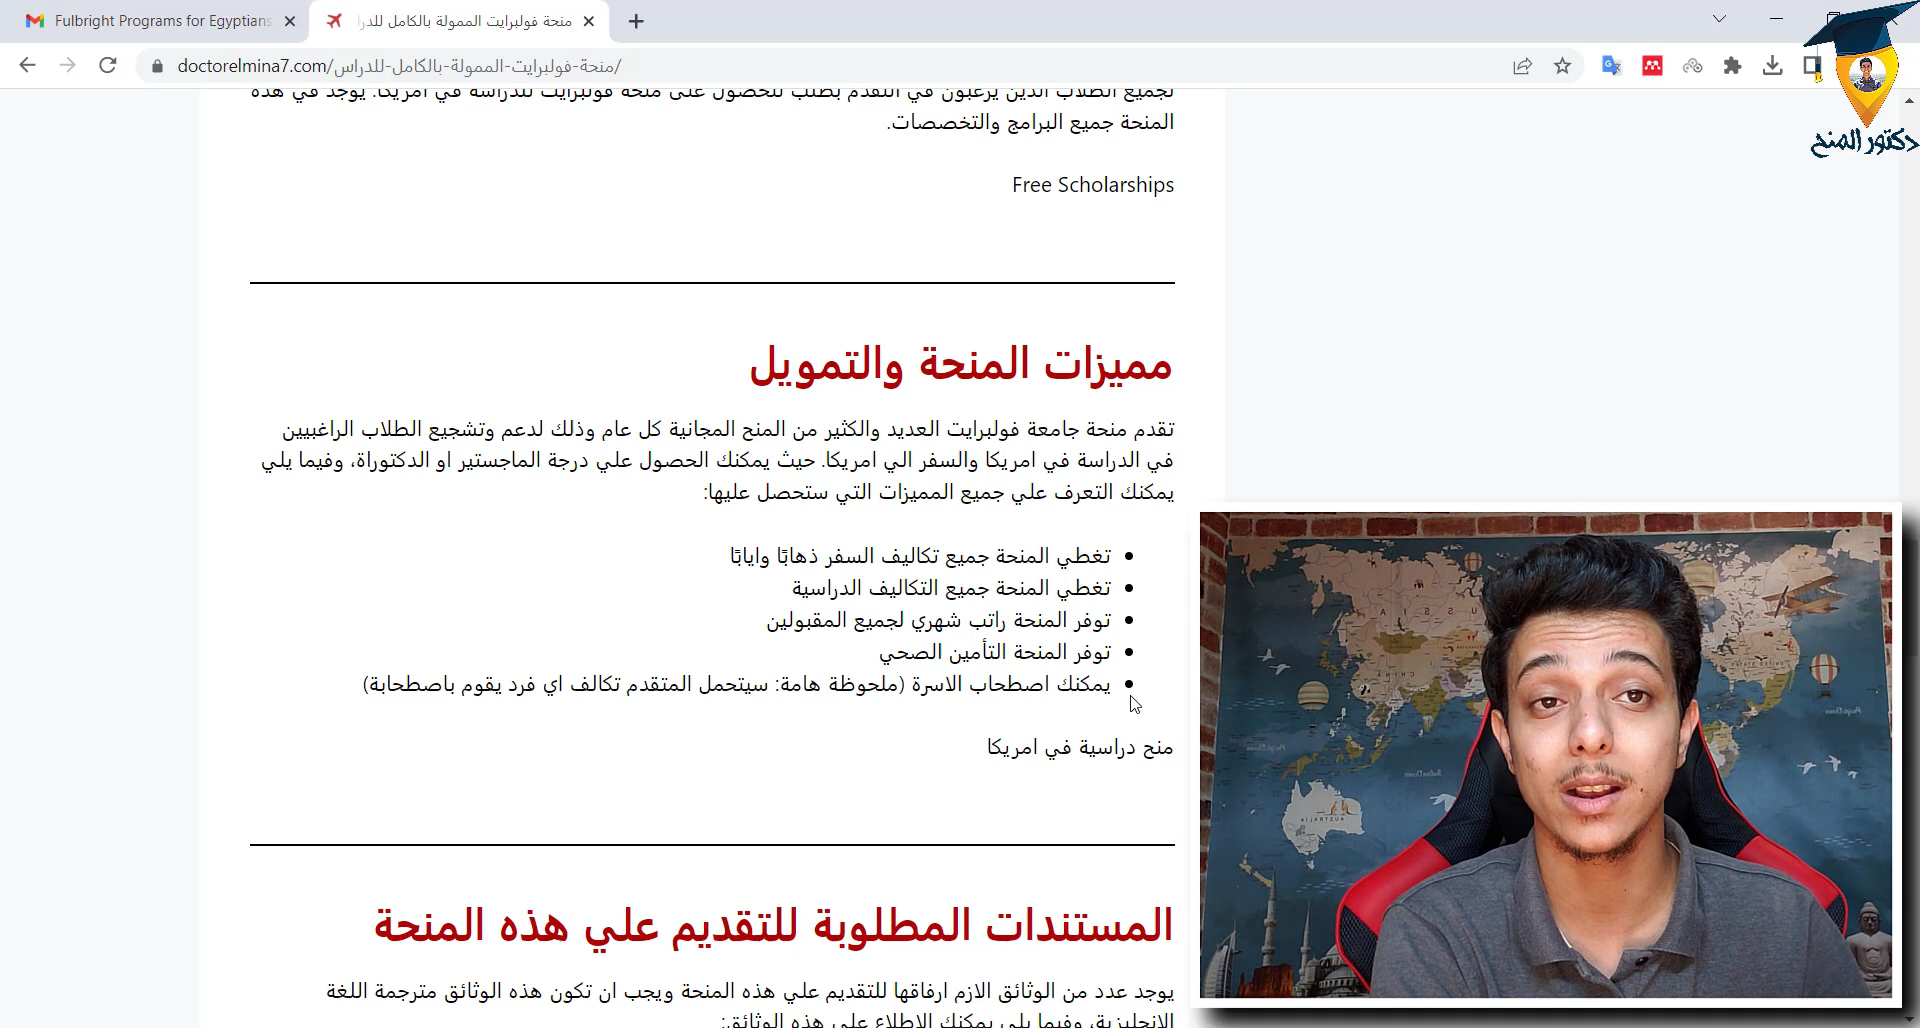 Fulbright Programs for Egyptians
منحة فولبرايت الممولة بالكامل للدرا
doctorelmina7.com/منحة-فولبرايت-الممولة-بالكامل-للدراس/
دكتور المنح
لجميع الطلاب الذين يرغبون في التقدم بطلب للحصول على منحة فولبرايت للدراسة في امريكا. يوجد في هذه
المنحة جميع البرامج والتخصصات.
Free Scholarships
مميزات المنحة والتمويل
تقدم منحة جامعة فولبرايت العديد والكثير من المنح المجانية كل عام وذلك لدعم وتشجيع الطلاب الراغبيين
في الدراسة في امريكا والسفر الي امريكا. حيث يمكنك الحصول علي درجة الماجستير او الدكتوراة، وفيما يلي
يمكنك التعرف علي جميع المميزات التي ستحصل عليها:
• تغطي المنحة جميع تكاليف السفر ذهابًا وايابًا
• تغطي المنحة جميع التكاليف الدراسية
• توفر المنحة راتب شهري لجميع المقبولين
• توفر المنحة التأمين الصحي
• يمكنك اصطحاب الاسرة (ملحوظة هامة: سيتحمل المتقدم تكالف اي فرد يقوم باصطحابة)
منح دراسية في امريكا
المستندات المطلوبة للتقديم علي هذه المنحة
يوجد عدد من الوثائق الازم ارفاقها للتقديم علي هذه المنحة ويجب ان تكون هذه الوثائق مترجمة اللغة
الانجليزية، وفيما يلي يمكنك الاطلاع علي هذه الوثائق:
RUSSIA
CHINA
AUSTRALIA